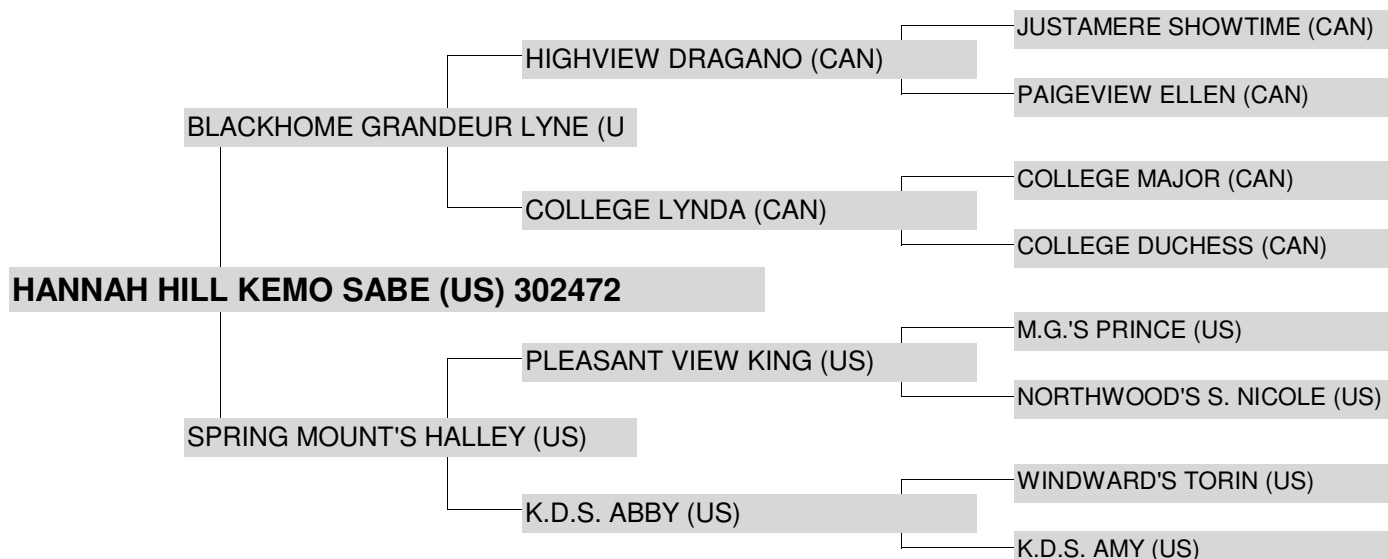 JUSTAMERE SHOWTIME (CAN)
HIGHVIEW DRAGANO (CAN)
PAIGEVIEW ELLEN (CAN)
BLACKHOME GRANDEUR LYNE (U
COLLEGE MAJOR (CAN)
COLLEGE LYNDA (CAN)
COLLEGE DUCHESS (CAN)
HANNAH HILL KEMO SABE (US) 302472
M.G.'S PRINCE (US)
PLEASANT VIEW KING (US)
NORTHWOOD'S S. NICOLE (US)
SPRING MOUNT'S HALLEY (US)
WINDWARD'S TORIN (US)
K.D.S. ABBY (US)
K.D.S. AMY (US)